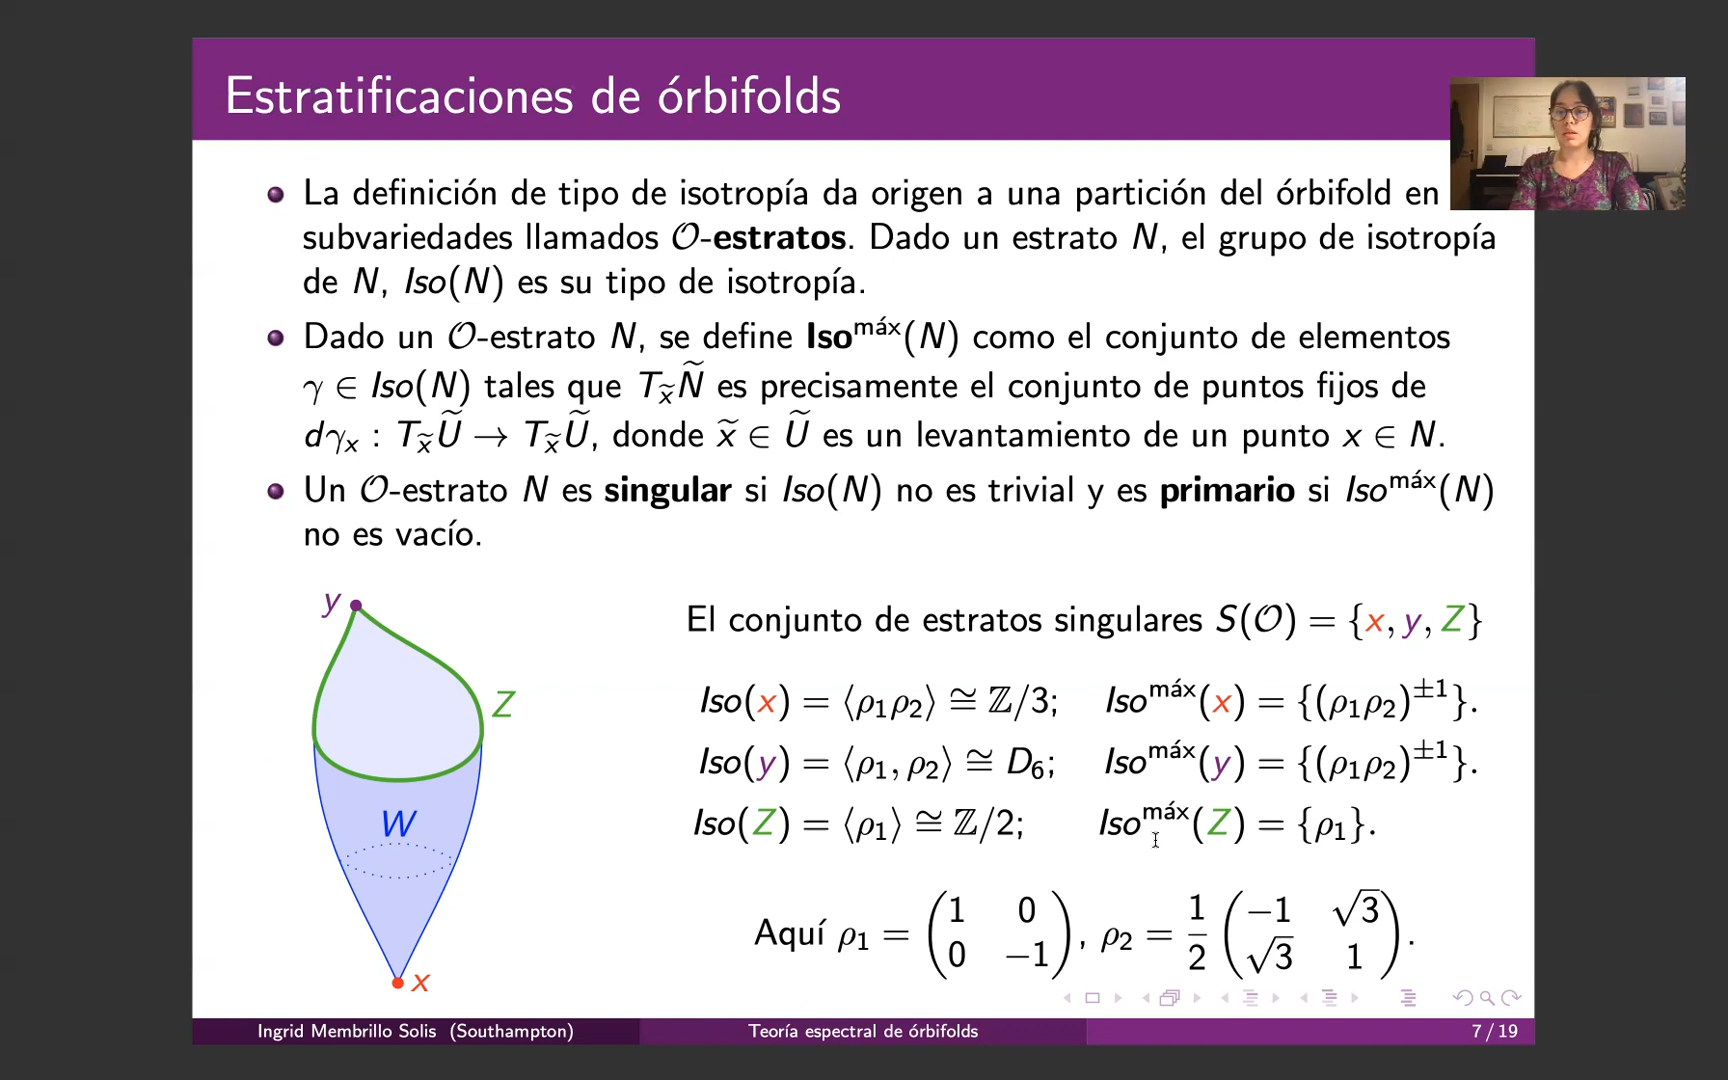 Estratificaciones de órbifolds
La definición de tipo de isotropía da origen a una partición del órbifold en
subvariedades llamados 𝒪-estratos. Dado un estrato N, el grupo de isotropía
de N, Iso(N) es su tipo de isotropía.
Dado un 𝒪-estrato N, se define Iso^máx(N) como el conjunto de elementos
γ ∈ Iso(N) tales que T_x̃ Ñ es precisamente el conjunto de puntos fijos de
dγ_x : T_x̃ Ũ → T_x̃ Ũ, donde x̃ ∈ Ũ es un levantamiento de un punto x ∈ N.
Un 𝒪-estrato N es singular si Iso(N) no es trivial y es primario si Iso^máx(N)
no es vacío.
y
Z
W
x
El conjunto de estratos singulares S(𝒪) = {x, y, Z}
Iso(x) = ⟨ρ₁ρ₂⟩ ≅ ℤ/3; Iso^máx(x) = {(ρ₁ρ₂)^±1}.
Iso(y) = ⟨ρ₁, ρ₂⟩ ≅ D₆; Iso^máx(y) = {(ρ₁ρ₂)^±1}.
Iso(Z) = ⟨ρ₁⟩ ≅ ℤ/2; Iso^máx(Z) = {ρ₁}.
Aquí ρ₁ = (1 0; 0 −1), ρ₂ = 1/2 (−1 √3; √3 1).
Ingrid Membrillo Solis (Southampton) Teoría espectral de órbifolds 7 / 19